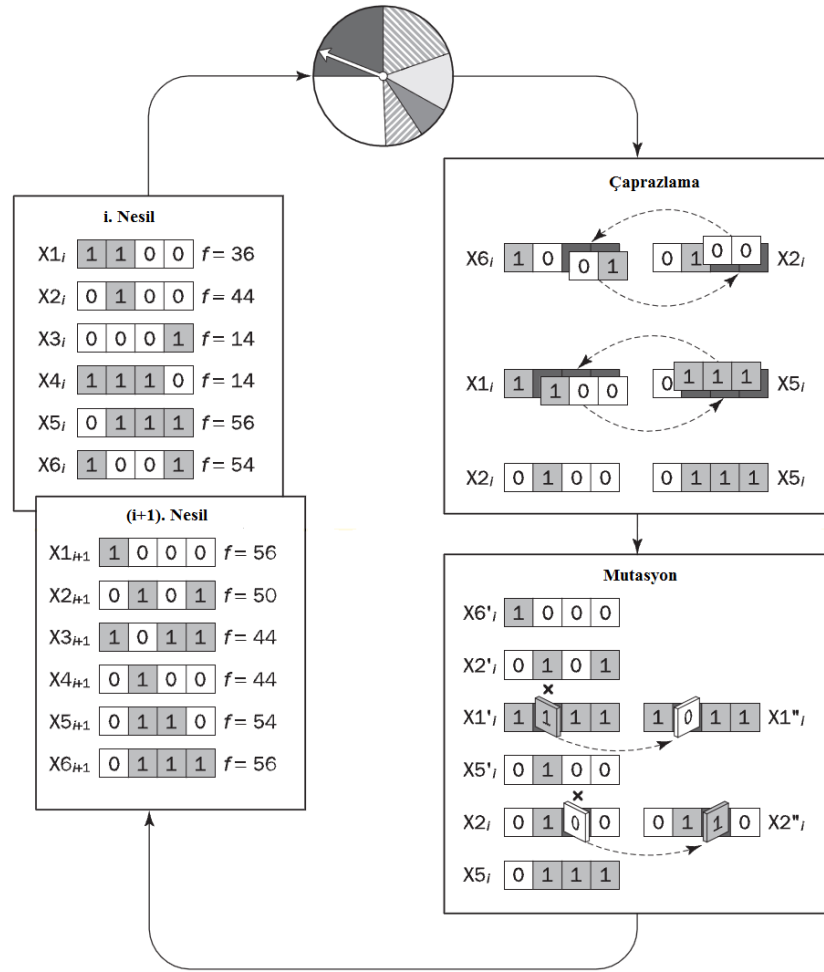 i. Nesil
X1i 1 1 0 0 f = 36
X2i 0 1 0 0 f = 44
X3i 0 0 0 1 f = 14
X4i 1 1 1 0 f = 14
X5i 0 1 1 1 f = 56
X6i 1 0 0 1 f = 54
(i+1). Nesil
X1i+1 1 0 0 0 f = 56
X2i+1 0 1 0 1 f = 50
X3i+1 1 0 1 1 f = 44
X4i+1 0 1 0 0 f = 44
X5i+1 0 1 1 0 f = 54
X6i+1 0 1 1 1 f = 56
Çaprazlama
X6i 1 0 0 1 0 1 0 0 X2i
X1i 1 1 0 0 0 1 1 1 X5i
X2i 0 1 0 0 0 1 1 1 X5i
Mutasyon
X6'i 1 0 0 0
X2'i 0 1 0 1
×
X1'i 1 1 1 1 1 0 1 1 X1"i
X5'i 0 1 0 0
×
X2i 0 1 0 0 0 1 1 0 X2"i
X5i 0 1 1 1